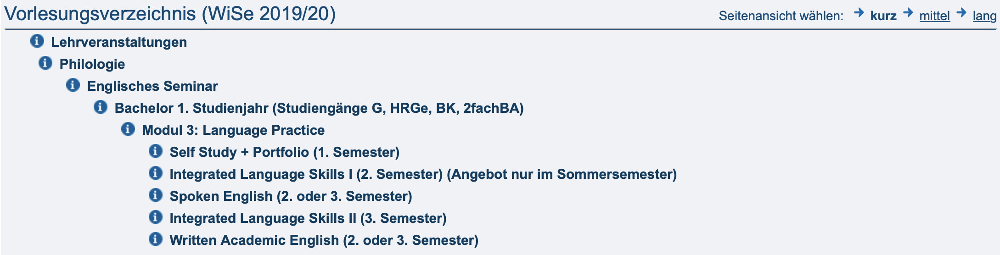 Vorlesungsverzeichnis (WiSe 2019/20)
Seitenansicht wählen: kurz mittel lang
Lehrveranstaltungen
Philologie
Englisches Seminar
Bachelor 1. Studienjahr (Studiengänge G, HRGe, BK, 2fachBA)
Modul 3: Language Practice
Self Study + Portfolio (1. Semester)
Integrated Language Skills I (2. Semester) (Angebot nur im Sommersemester)
Spoken English (2. oder 3. Semester)
Integrated Language Skills II (3. Semester)
Written Academic English (2. oder 3. Semester)